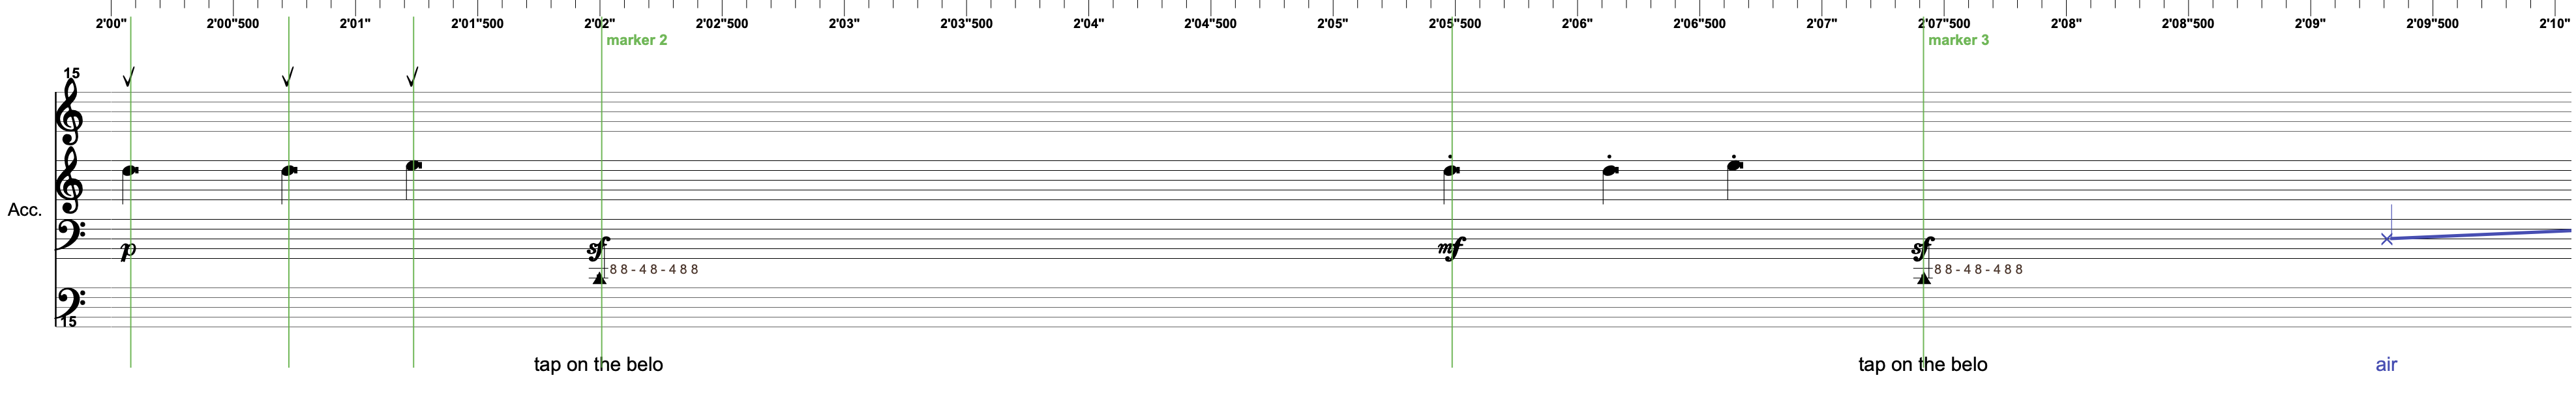 2'00" 2'00"500 2'01" 2'01"500 2'02" 2'02"500 2'03" 2'03"500 2'04" 2'04"500 2'05" 2'05"500 2'06" 2'06"500 2'07" 2'07"500 2'08" 2'08"500 2'09" 2'09"500 2'10"
marker 2 marker 3
15
Acc.
p sf mf sf
88-48-488 88-48-488
15
tap on the belo tap on the belo air